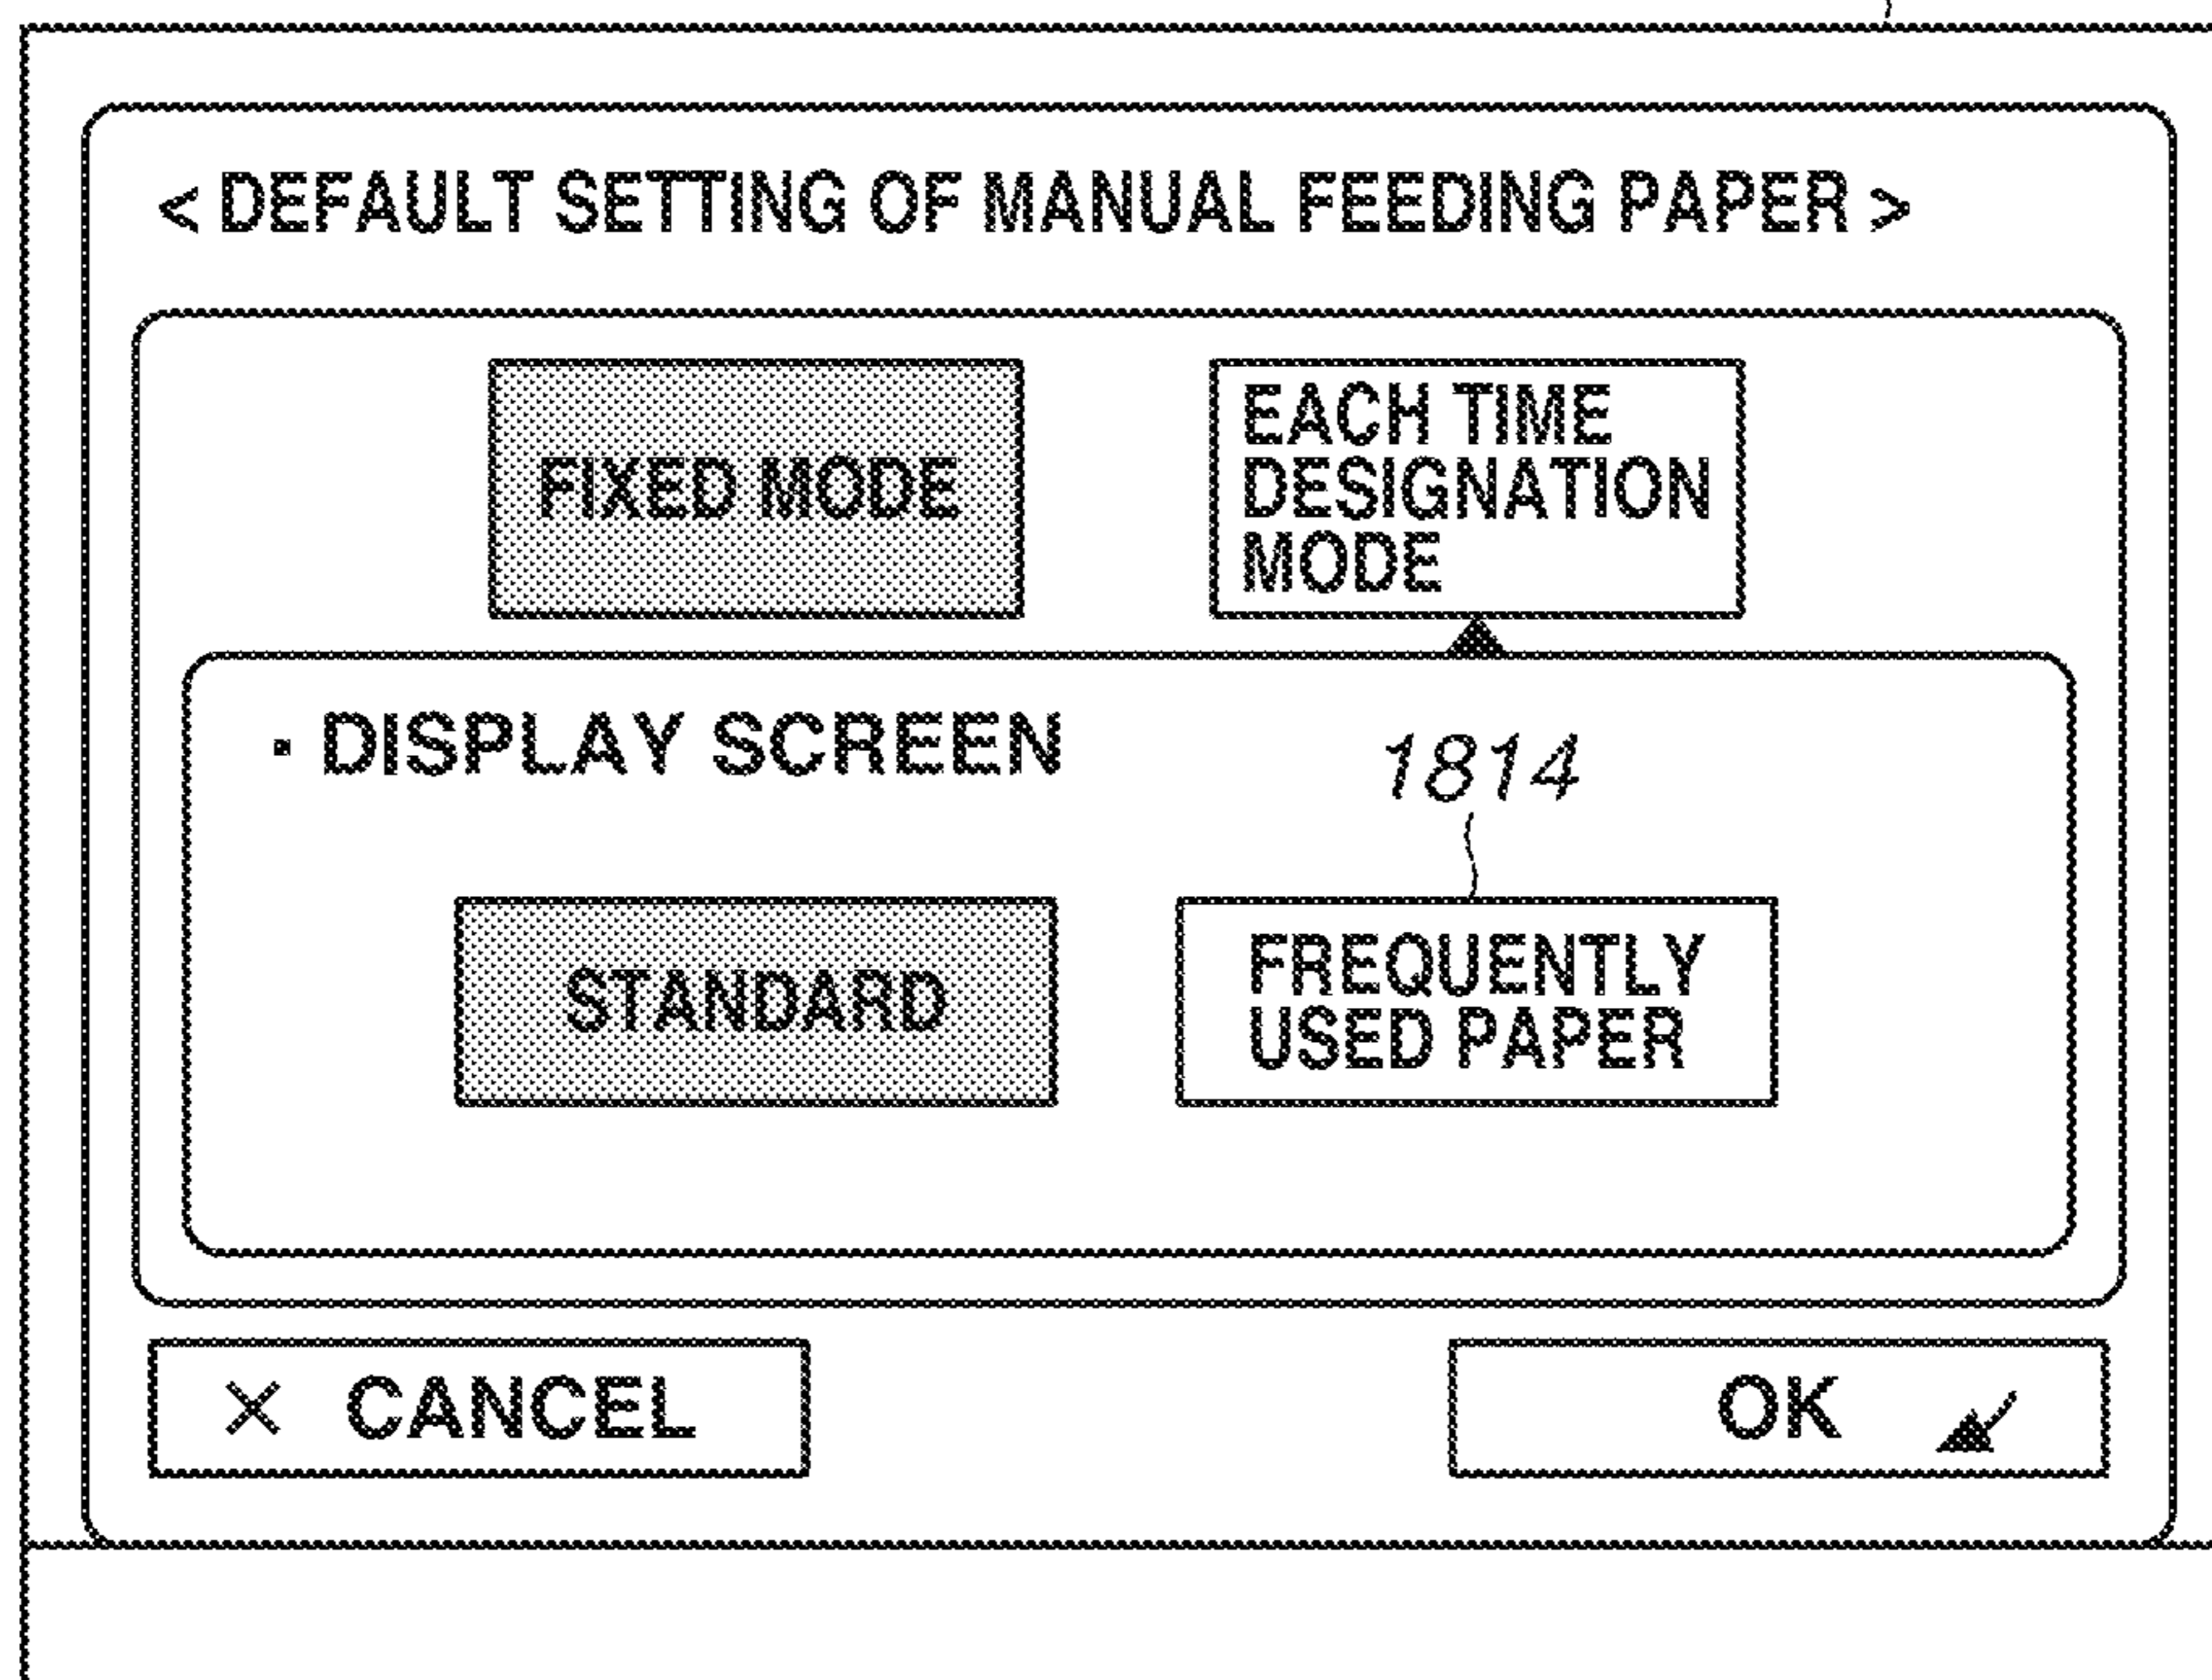 < DEFAULT SETTING OF MANUAL FEEDING PAPER >
FIXED MODE
EACH TIME
DESIGNATION
MODE
· DISPLAY SCREEN
1814
STANDARD
FREQUENTLY
USED PAPER
× CANCEL
OK